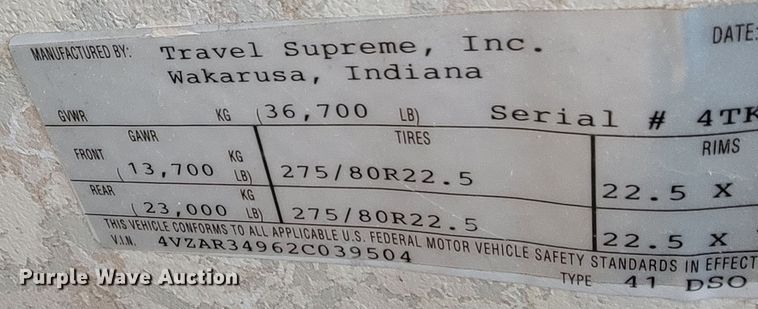 MANUFACTURED BY: Travel Supreme, Inc. DATE:
Wakarusa, Indiana
GVWR KG (36,700 LB) Serial # 4TK
GAWR TIRES RIMS
FRONT KG
(13,700 LB) 275/80R22.5 22.5 X
REAR KG
(23,000 LB) 275/80R22.5 22.5 X
THIS VEHICLE CONFORMS TO ALL APPLICABLE U.S. FEDERAL MOTOR VEHICLE SAFETY STANDARDS IN EFFECT
V.I.N. 4VZAR34962C039504 TYPE 41 DSO
Purple Wave Auction